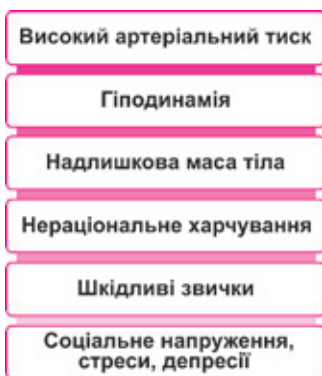 Високий артеріальний тиск
Гіподинамія
Надлишкова маса тіла
Нераціональне харчування
Шкідливі звички
Соціальне напруження,
стреси, депресії